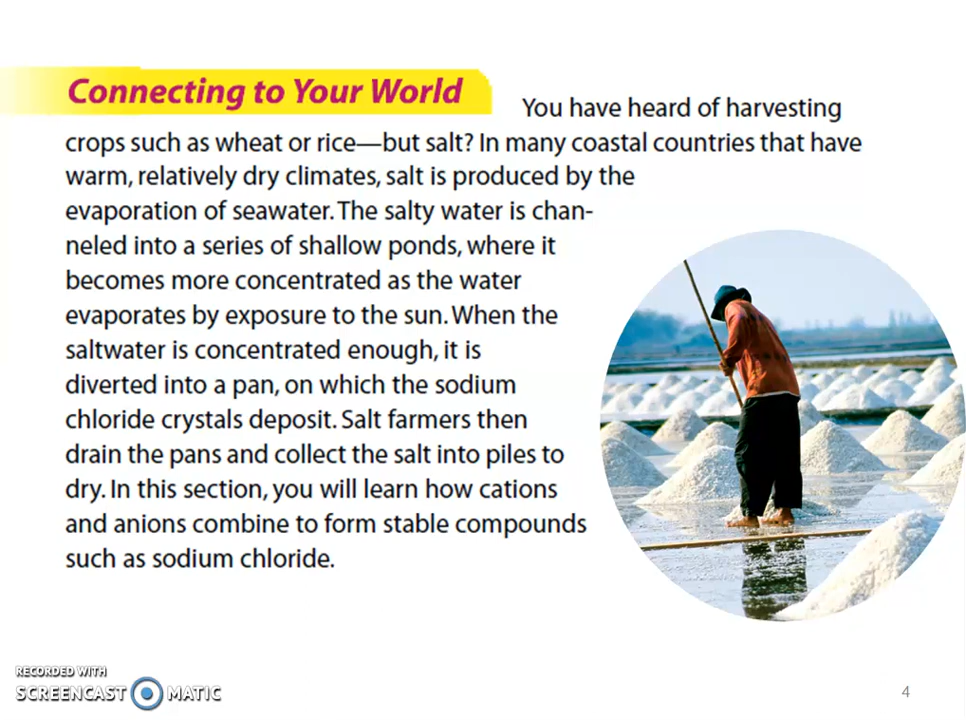 Connecting to Your World
You have heard of harvesting
crops such as wheat or rice—but salt? In many coastal countries that have
warm, relatively dry climates, salt is produced by the
evaporation of seawater. The salty water is chan-
neled into a series of shallow ponds, where it
becomes more concentrated as the water
evaporates by exposure to the sun. When the
saltwater is concentrated enough, it is
diverted into a pan, on which the sodium
chloride crystals deposit. Salt farmers then
drain the pans and collect the salt into piles to
dry. In this section, you will learn how cations
and anions combine to form stable compounds
such as sodium chloride.
RECORDED WITH
SCREENCAST MATIC
4